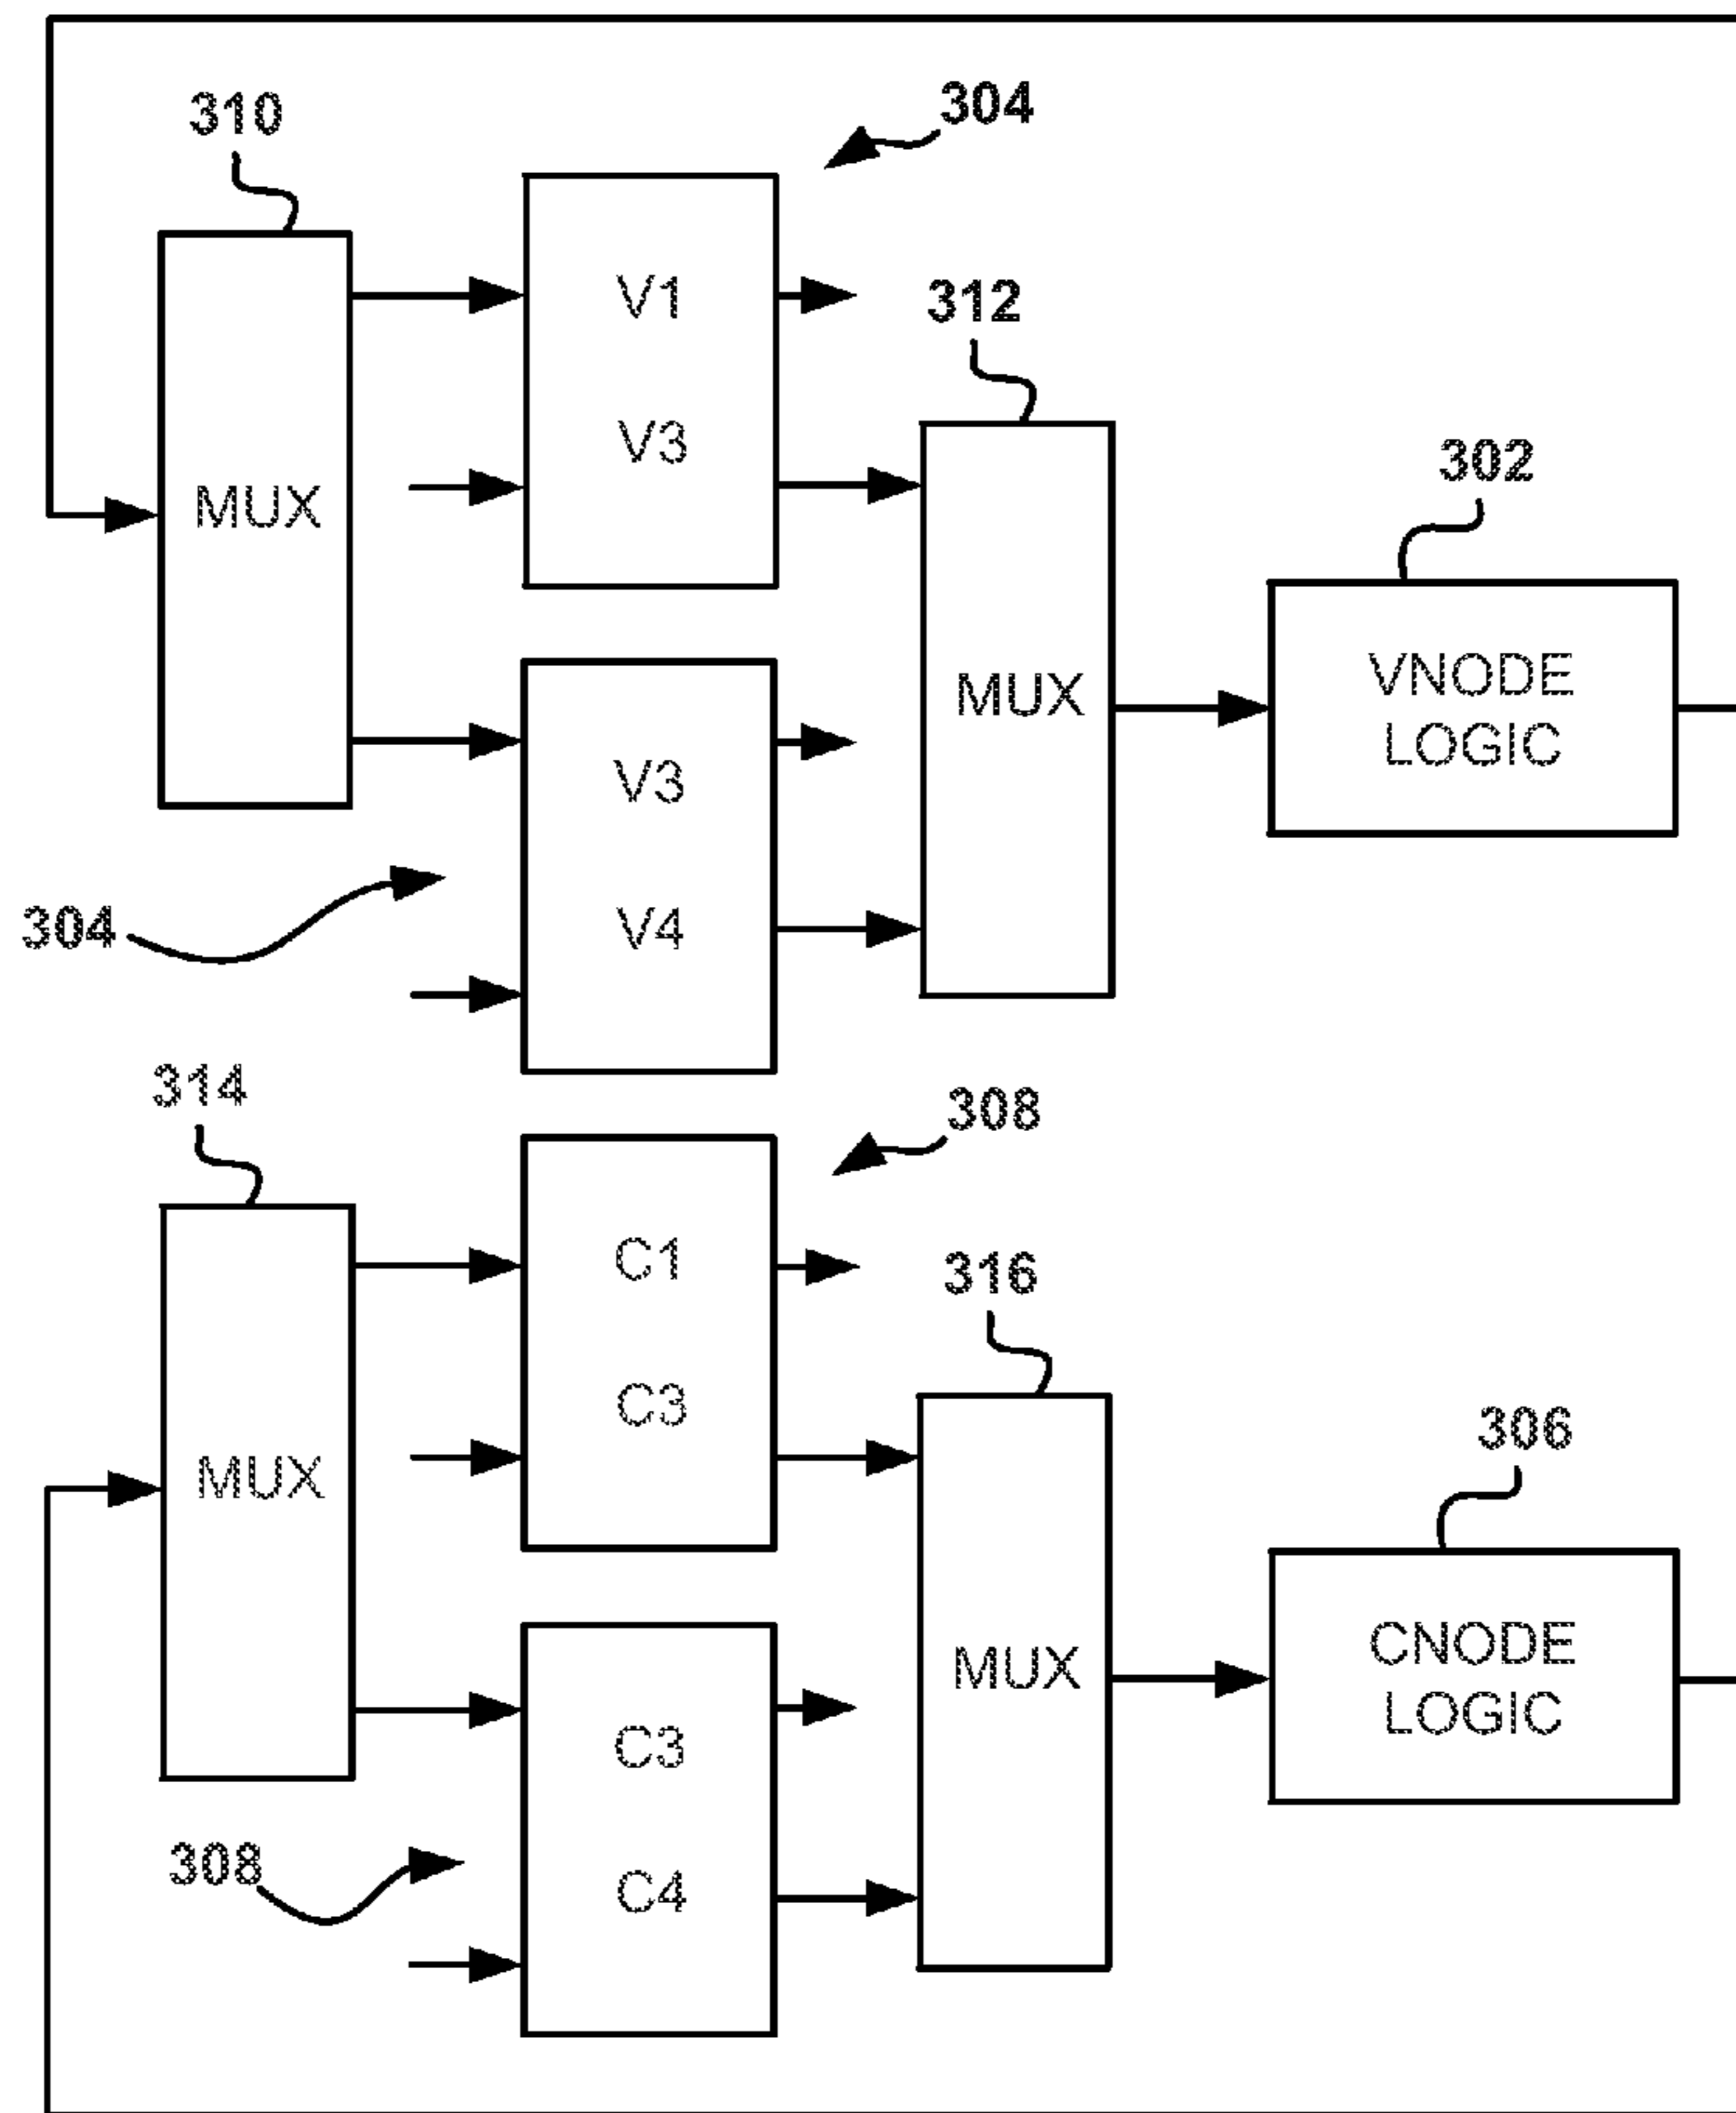 304
310
V1
312
V3
302
MUX
VNODE
LOGIC
MUX
V3
304
V4
314
308
C1
316
C3
306
MUX
CNODE
LOGIC
MUX
C3
308
C4